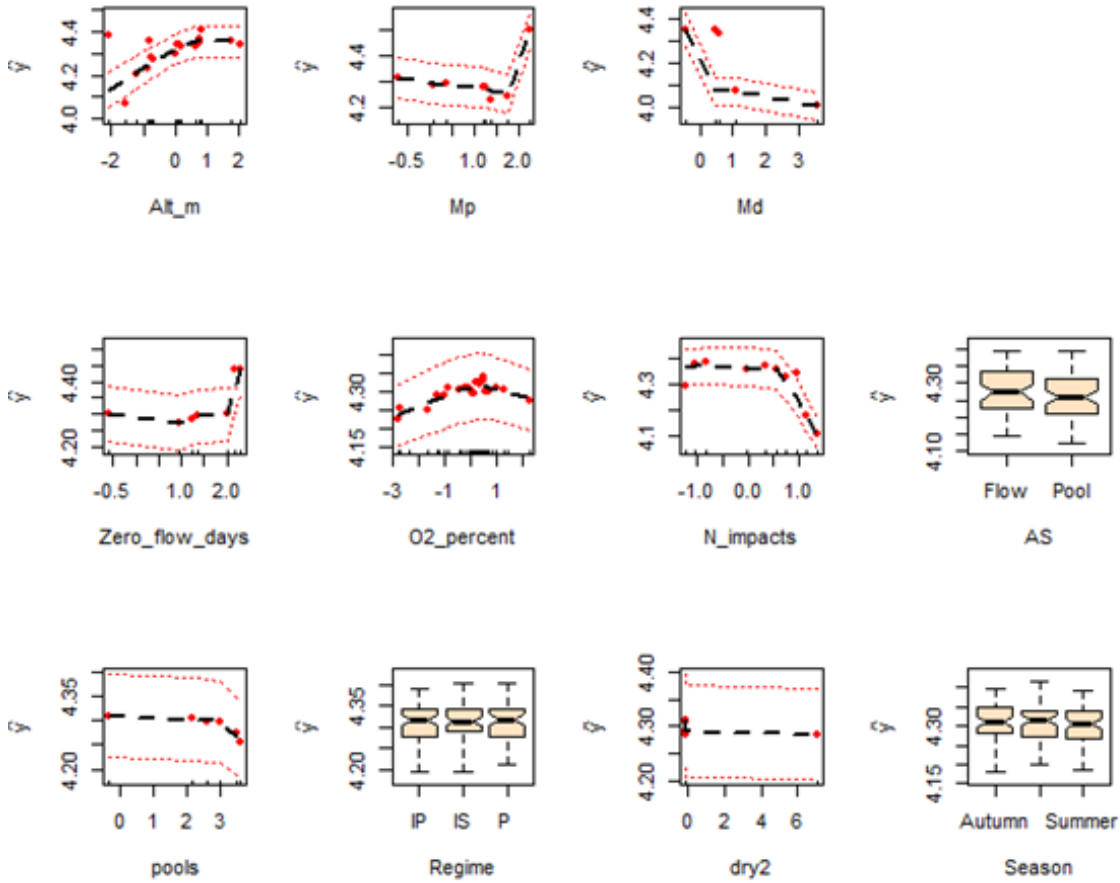 ŷ 4.0 4.2 4.4
-2 0 1 2
Alt_m
ŷ 4.2 4.4
-0.5 1.0 2.0
Mp
ŷ 4.0 4.2 4.4
0 1 3
Md
ŷ 4.20 4.30 4.40
-0.5 1.0 2.0
Zero_flow_days
ŷ 4.15 4.30
-3 -1 1
O2_percent
ŷ 4.1 4.3
-1.0 0.0 1.0
N_impacts
ŷ 4.10 4.30
Flow Pool
AS
ŷ 4.20 4.35
0 1 2 3
pools
ŷ 4.20 4.35
IP IS P
Regime
ŷ 4.20 4.30 4.40
0 2 4 6
dry2
ŷ 4.15 4.30
Autumn Summer
Season